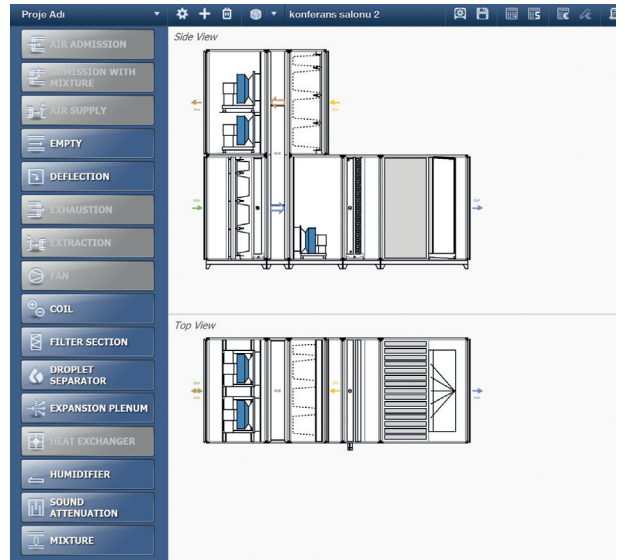 Proje Adı
konferans salonu 2
AIR ADMISSION
ADMISSION WITH
MIXTURE
AIR SUPPLY
EMPTY
DEFLECTION
EXHAUSTION
EXTRACTION
FAN
COIL
FILTER SECTION
DROPLET
SEPARATOR
EXPANSION PLENUM
HEAT EXCHANGER
HUMIDIFIER
SOUND
ATTENUATION
MIXTURE
Side View
Top View